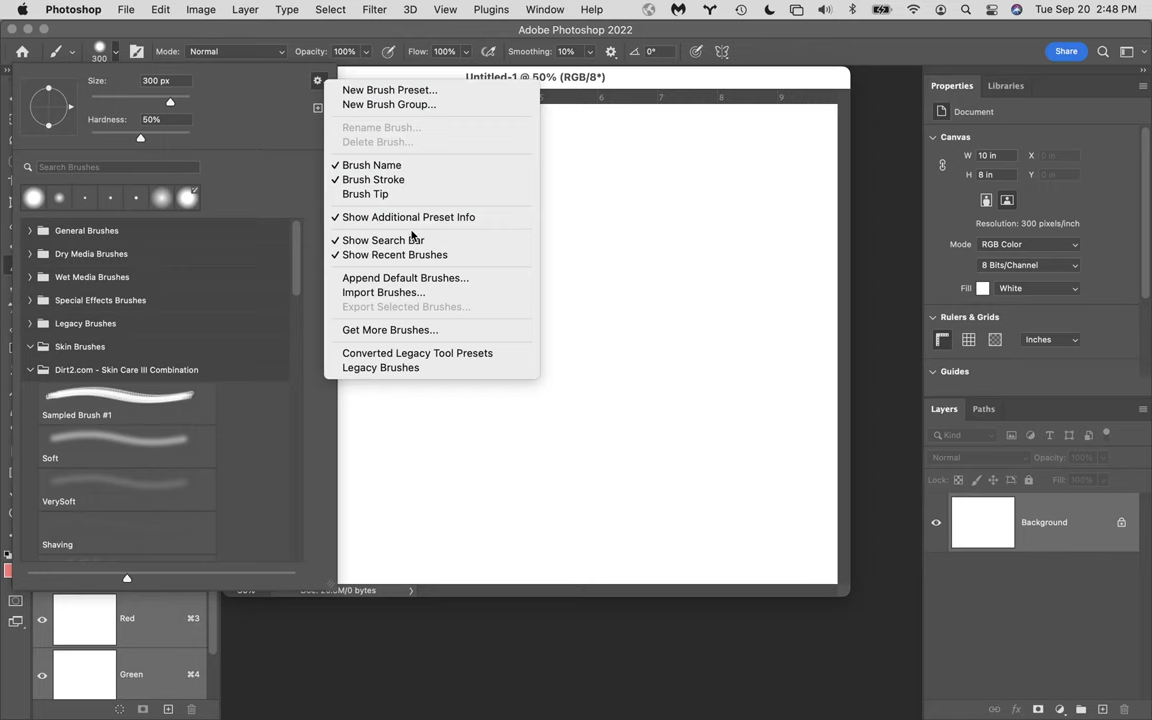 Photoshop File Edit Image Layer Type Select Filter 3D View Plugins Window Help Tue Sep 20 2:48 PM
Adobe Photoshop 2022
300 Mode: Normal Opacity: 100% Flow: 100% Smoothing: 10% 0° Share
Size: 300 px
Hardness: 50%
Search Brushes
General Brushes
Dry Media Brushes
Wet Media Brushes
Special Effects Brushes
Legacy Brushes
Skin Brushes
Dirt2.com - Skin Care III Combination
Sampled Brush #1
Soft
VerySoft
Shaving
Red ⌘3
Green ⌘4
New Brush Preset...
New Brush Group...
Rename Brush...
Delete Brush...
Brush Name
Brush Stroke
Brush Tip
Show Additional Preset Info
Show Search Bar
Show Recent Brushes
Append Default Brushes...
Import Brushes...
Export Selected Brushes...
Get More Brushes...
Converted Legacy Tool Presets
Legacy Brushes
Untitled-1 @ 50% (RGB/8*)
5 6 7 8 9
Properties Libraries
Document
Canvas
W 10 in X 0 in
H 8 in Y 0 in
Resolution: 300 pixels/inch
Mode RGB Color
8 Bits/Channel
Fill White
Rulers & Grids
Inches
Guides
Layers Paths
Kind
Normal Opacity: 100%
Lock: Fill: 100%
Background